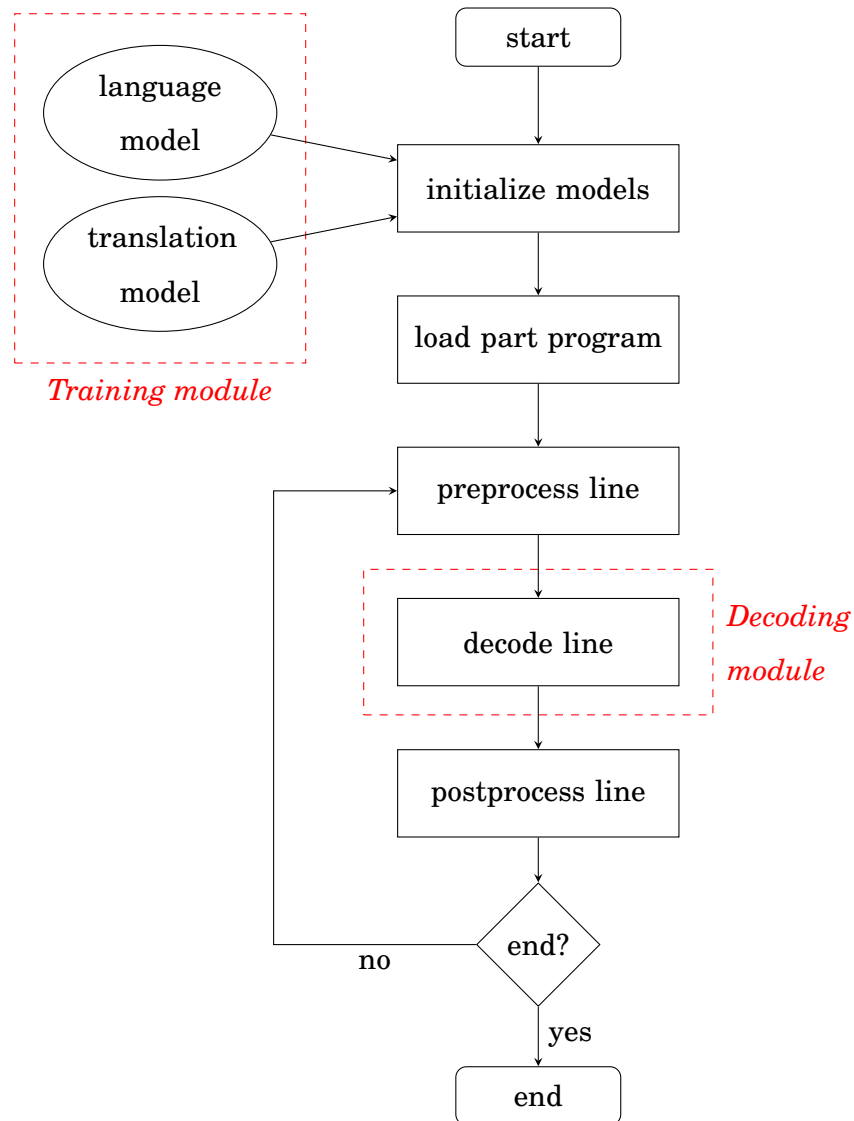 start
language
model
initialize models
translation
model
load part program
Training module
preprocess line
decode line
Decoding
module
postprocess line
end?
no
yes
end